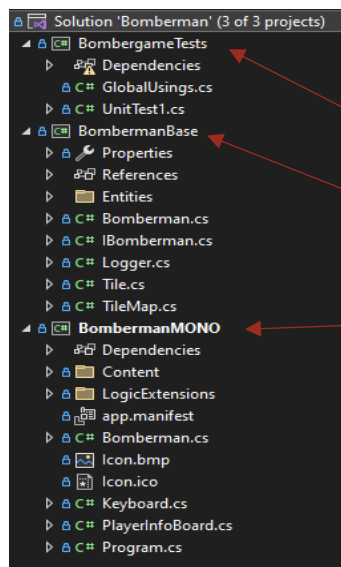 Solution 'Bomberman' (3 of 3 projects)
C# BombergameTests
Dependencies
C# GlobalUsings.cs
C# UnitTest1.cs
C# BombermanBase
Properties
References
Entities
C# Bomberman.cs
C# IBomberman.cs
C# Logger.cs
C# Tile.cs
C# TileMap.cs
C# BombermanMONO
Dependencies
Content
LogicExtensions
app.manifest
C# Bomberman.cs
Icon.bmp
Icon.ico
C# Keyboard.cs
C# PlayerInfoBoard.cs
C# Program.cs